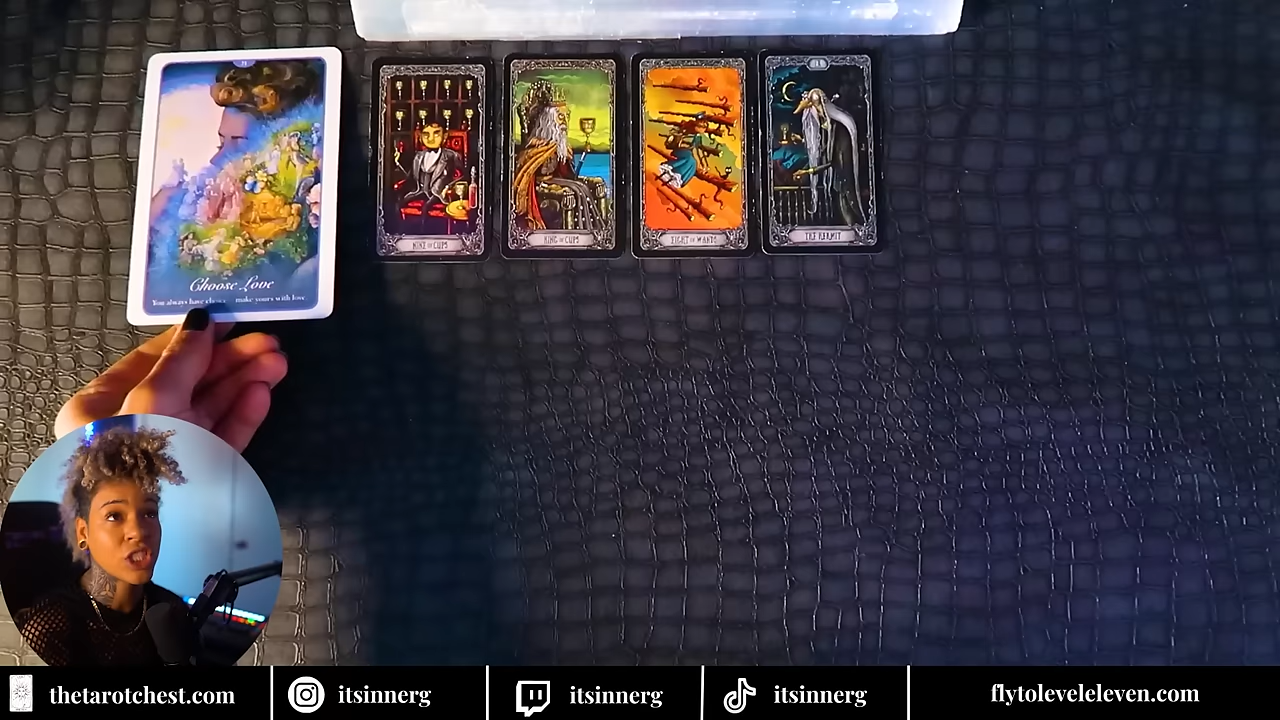 Choose Love
You always have make yours with love
NINE OF CUPS
KING OF CUPS
EIGHT OF WANDS
THE HERMIT
thetarotchest.com
itsinnerg
itsinnerg
itsinnerg
flytoleveleleven.com